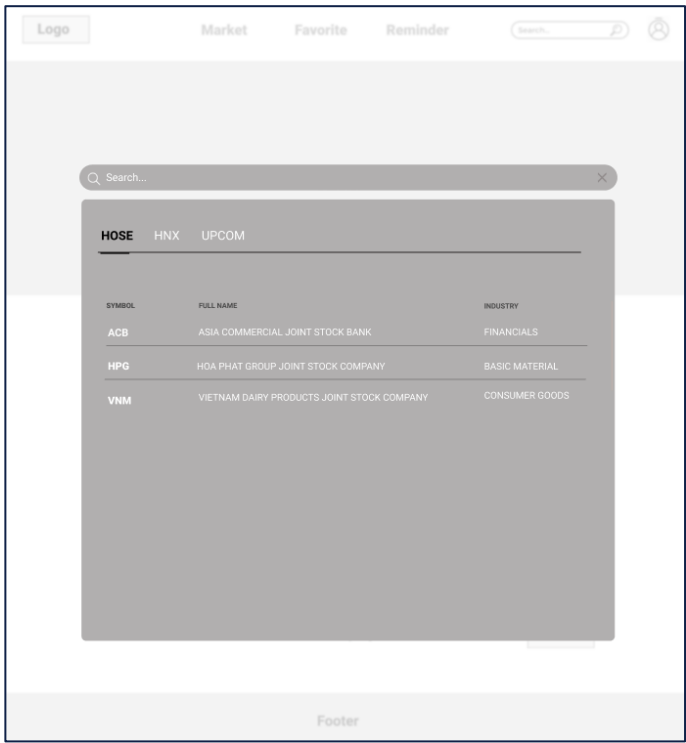 Logo Market Favorite Reminder Search...
Search...
HOSE HNX UPCOM
SYMBOL FULL NAME INDUSTRY
ACB ASIA COMMERCIAL JOINT STOCK BANK FINANCIALS
HPG HOA PHAT GROUP JOINT STOCK COMPANY BASIC MATERIAL
VNM VIETNAM DAIRY PRODUCTS JOINT STOCK COMPANY CONSUMER GOODS
Footer